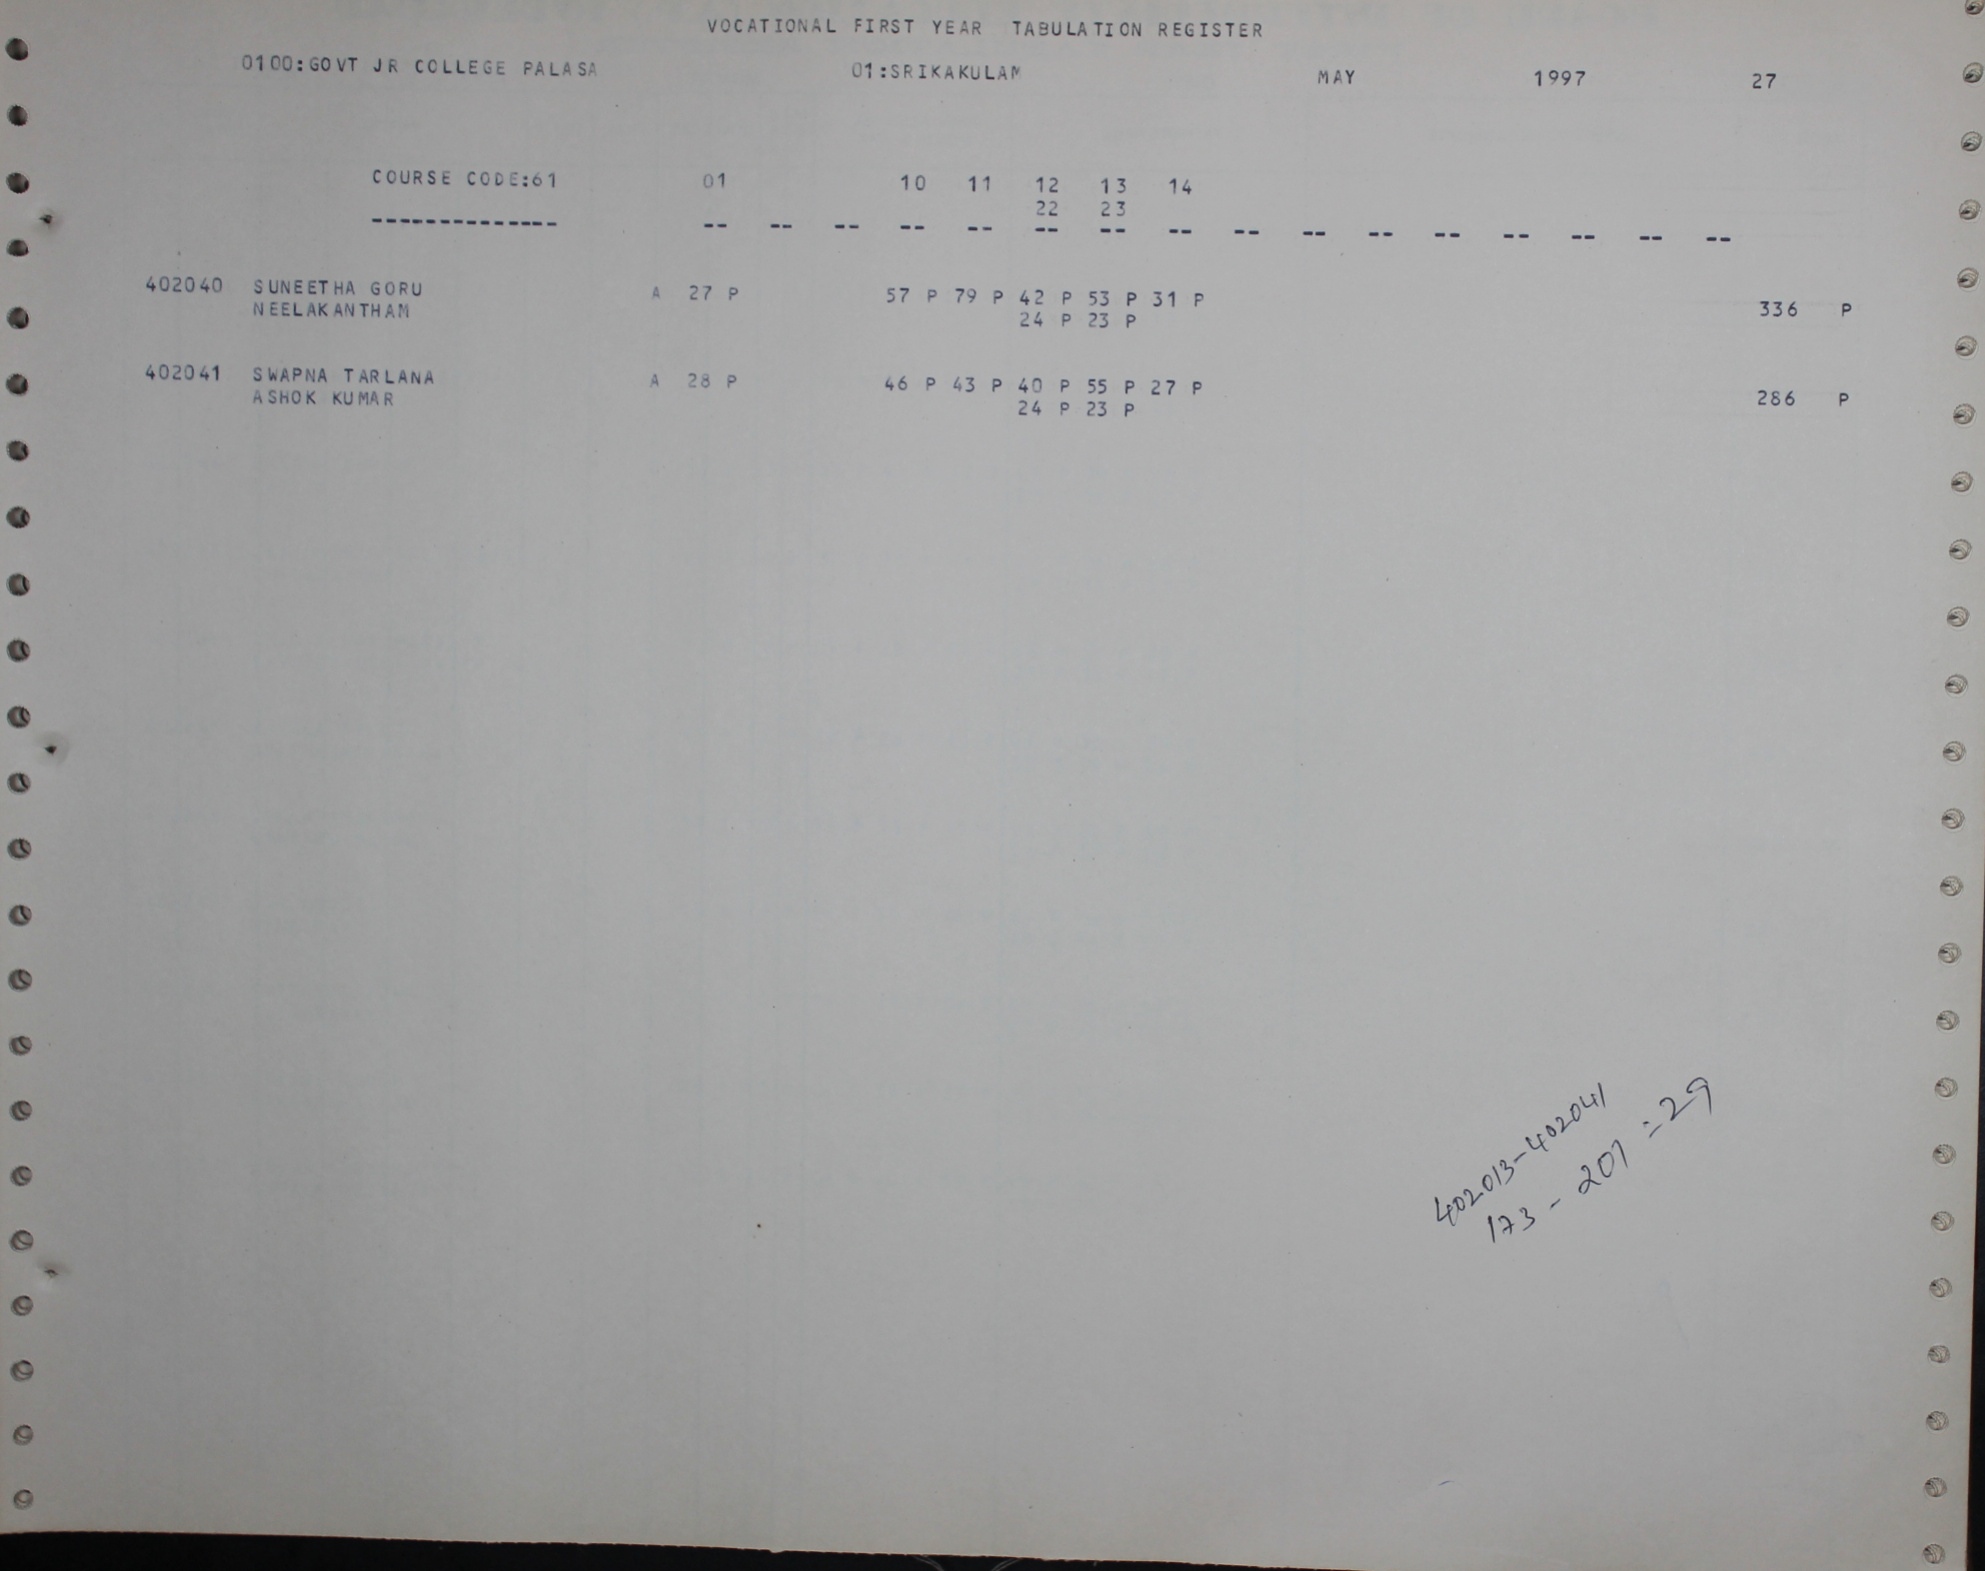 VOCATIONAL FIRST YEAR TABULATION REGISTER
0100:GOVT JR COLLEGE PALASA 01:SRIKAKULAM MAY 1997 27
COURSE CODE:61 01 10 11 12 13 14
22 23
-------------- -- -- -- -- -- -- -- -- -- -- -- -- -- -- -- --
402040 SUNEETHA GORU A 27 P 57 P 79 P 42 P 53 P 31 P
NEELAKANTHAM 24 P 23 P 336 P
402041 SWAPNA TARLANA A 28 P 46 P 43 P 40 P 55 P 27 P
ASHOK KUMAR 24 P 23 P 286 P
402013-402041
173 - 201 = 29